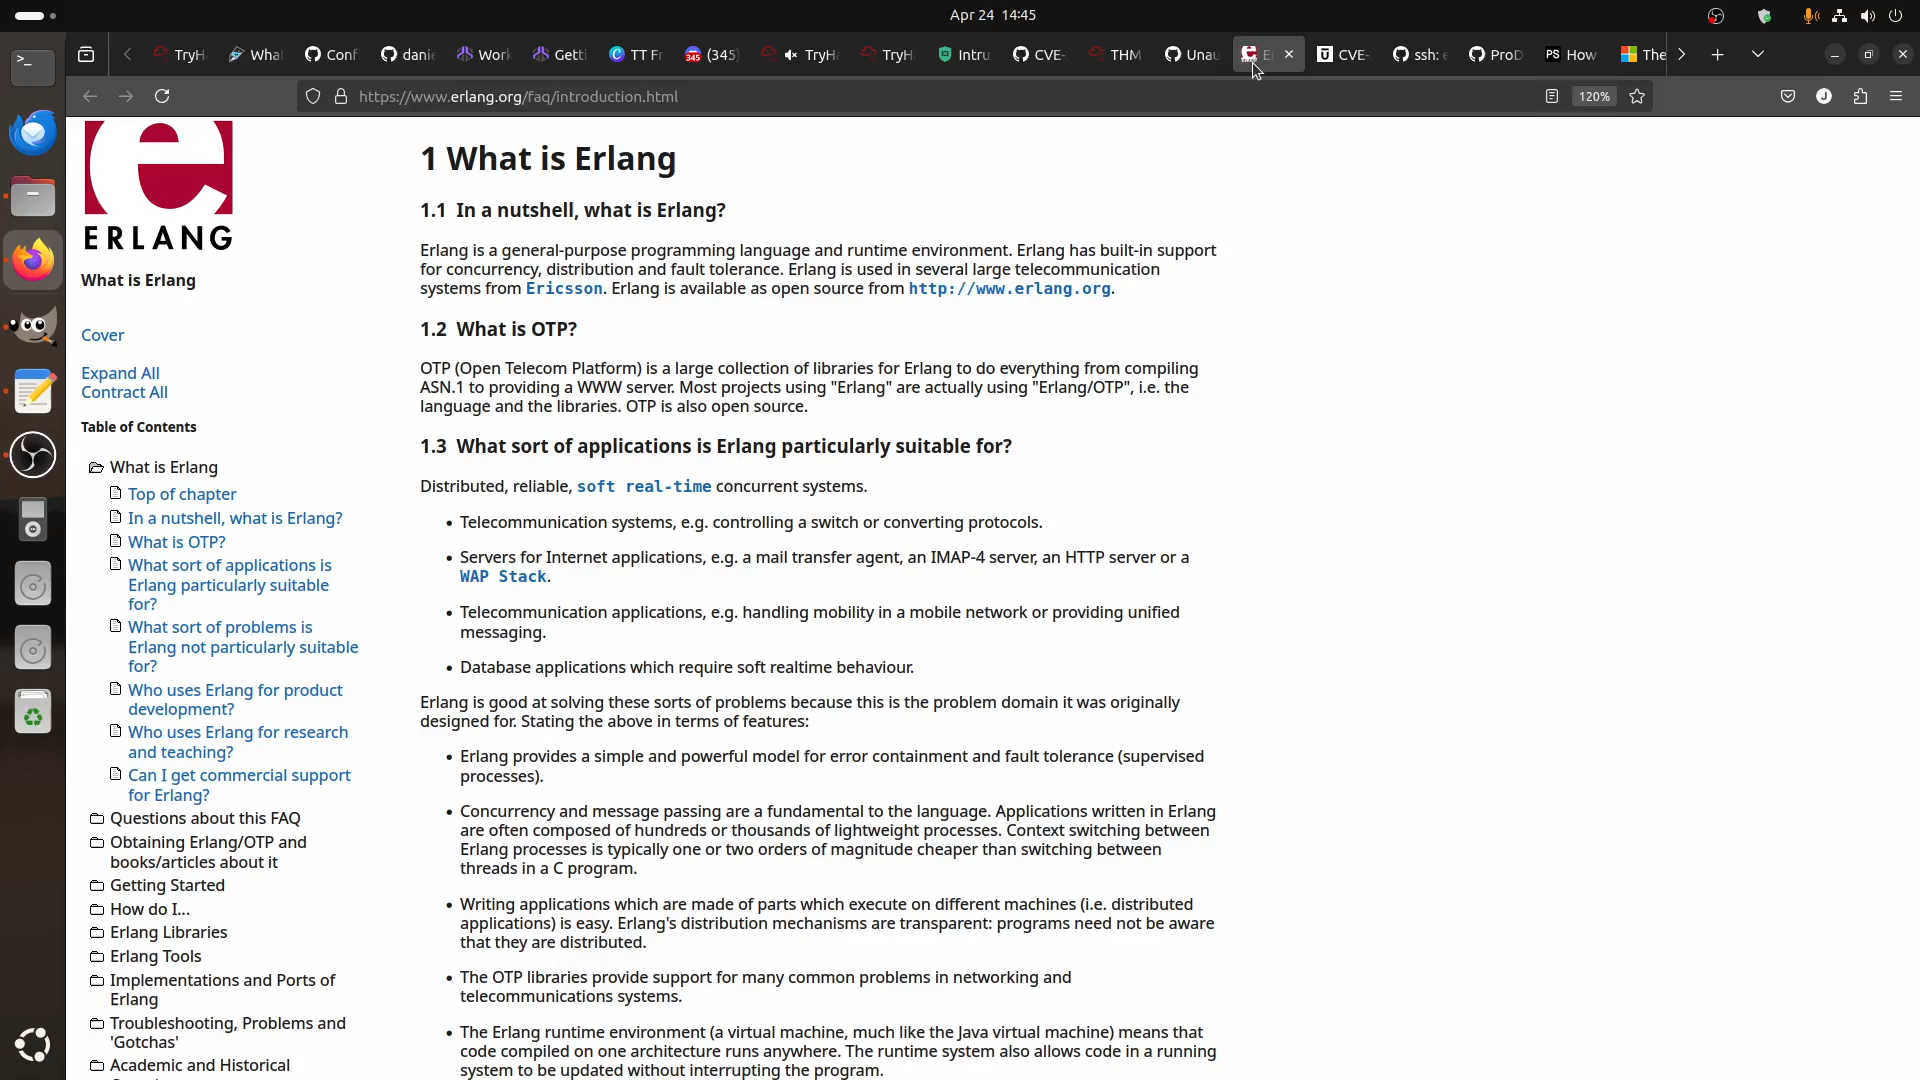 Apr 24 14:45
TryH
What
Conf
danie
Work
Getti
TT Fr
(345)
TryH
TryH
Intru
CVE-
THM
Unau
CVE-
ssh: e
ProD
PS How
The
https://www.erlang.org/faq/introduction.html
120%
J
ERLANG
What is Erlang
Cover
Expand All
Contract All
Table of Contents
What is Erlang
Top of chapter
In a nutshell, what is Erlang?
What is OTP?
What sort of applications is
Erlang particularly suitable
for?
What sort of problems is
Erlang not particularly suitable
for?
Who uses Erlang for product
development?
Who uses Erlang for research
and teaching?
Can I get commercial support
for Erlang?
Questions about this FAQ
Obtaining Erlang/OTP and
books/articles about it
Getting Started
How do I...
Erlang Libraries
Erlang Tools
Implementations and Ports of
Erlang
Troubleshooting, Problems and
'Gotchas'
Academic and Historical
1 What is Erlang
1.1 In a nutshell, what is Erlang?
Erlang is a general-purpose programming language and runtime environment. Erlang has built-in support
for concurrency, distribution and fault tolerance. Erlang is used in several large telecommunication
systems from Ericsson. Erlang is available as open source from http://www.erlang.org.
1.2 What is OTP?
OTP (Open Telecom Platform) is a large collection of libraries for Erlang to do everything from compiling
ASN.1 to providing a WWW server. Most projects using "Erlang" are actually using "Erlang/OTP", i.e. the
language and the libraries. OTP is also open source.
1.3 What sort of applications is Erlang particularly suitable for?
Distributed, reliable, soft real-time concurrent systems.
• Telecommunication systems, e.g. controlling a switch or converting protocols.
• Servers for Internet applications, e.g. a mail transfer agent, an IMAP-4 server, an HTTP server or a
WAP Stack.
• Telecommunication applications, e.g. handling mobility in a mobile network or providing unified
messaging.
• Database applications which require soft realtime behaviour.
Erlang is good at solving these sorts of problems because this is the problem domain it was originally
designed for. Stating the above in terms of features:
• Erlang provides a simple and powerful model for error containment and fault tolerance (supervised
processes).
• Concurrency and message passing are a fundamental to the language. Applications written in Erlang
are often composed of hundreds or thousands of lightweight processes. Context switching between
Erlang processes is typically one or two orders of magnitude cheaper than switching between
threads in a C program.
• Writing applications which are made of parts which execute on different machines (i.e. distributed
applications) is easy. Erlang's distribution mechanisms are transparent: programs need not be aware
that they are distributed.
• The OTP libraries provide support for many common problems in networking and
telecommunications systems.
• The Erlang runtime environment (a virtual machine, much like the Java virtual machine) means that
code compiled on one architecture runs anywhere. The runtime system also allows code in a running
system to be updated without interrupting the program.